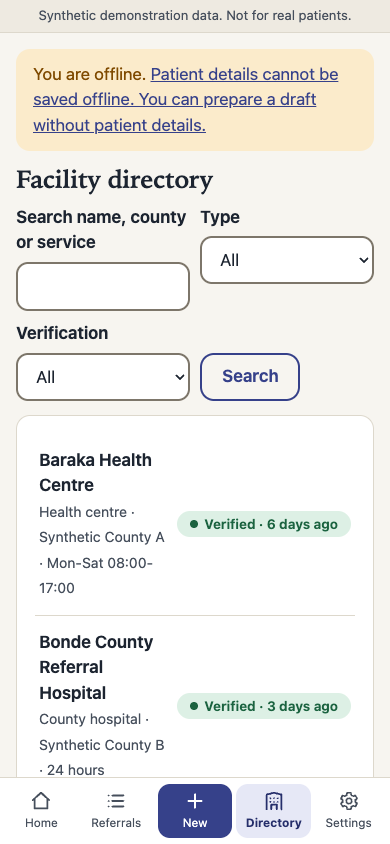 Synthetic demonstration data. Not for real patients.
You are offline. Patient details cannot be
saved offline. You can prepare a draft
without patient details.
Facility directory
Search name, county
or service
Type
All
Verification
All
Search
Baraka Health
Centre
Health centre ·
Synthetic County A
· Mon-Sat 08:00-
17:00
Verified · 6 days ago
Bonde County
Referral
Hospital
County hospital ·
Synthetic County B
· 24 hours
Verified · 3 days ago
Home
Referrals
New
Directory
Settings